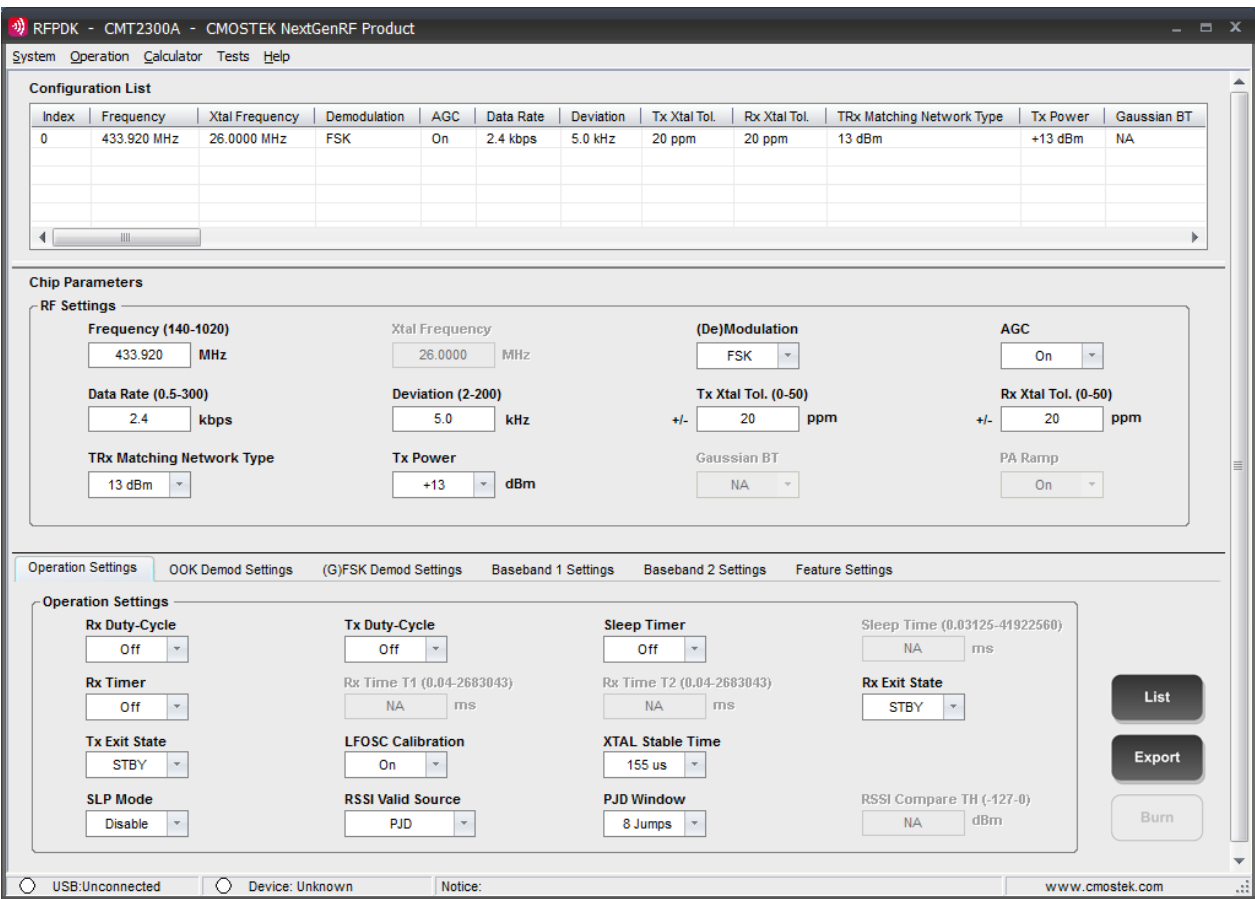 RFPDK - CMT2300A - CMOSTEK NextGenRF Product
System Operation Calculator Tests Help
Configuration List
Index Frequency Xtal Frequency Demodulation AGC Data Rate Deviation Tx Xtal Tol. Rx Xtal Tol. TRx Matching Network Type Tx Power Gaussian BT
0 433.920 MHz 26.0000 MHz FSK On 2.4 kbps 5.0 kHz 20 ppm 20 ppm 13 dBm +13 dBm NA
Chip Parameters
RF Settings
Frequency (140-1020) Xtal Frequency (De)Modulation AGC
433.920 MHz 26.0000 MHz FSK On
Data Rate (0.5-300) Deviation (2-200) Tx Xtal Tol. (0-50) Rx Xtal Tol. (0-50)
2.4 kbps 5.0 kHz +/- 20 ppm +/- 20 ppm
TRx Matching Network Type Tx Power Gaussian BT PA Ramp
13 dBm +13 dBm NA On
Operation Settings OOK Demod Settings (G)FSK Demod Settings Baseband 1 Settings Baseband 2 Settings Feature Settings
Operation Settings
Rx Duty-Cycle Tx Duty-Cycle Sleep Timer Sleep Time (0.03125-41922560)
Off Off Off NA ms
Rx Timer Rx Time T1 (0.04-2683043) Rx Time T2 (0.04-2683043) Rx Exit State
Off NA ms NA ms STBY
List
Tx Exit State LFOSC Calibration XTAL Stable Time
STBY On 155 us
Export
SLP Mode RSSI Valid Source PJD Window RSSI Compare TH (-127-0)
Disable PJD 8 Jumps NA dBm
Burn
USB:Unconnected Device: Unknown Notice: www.cmostek.com